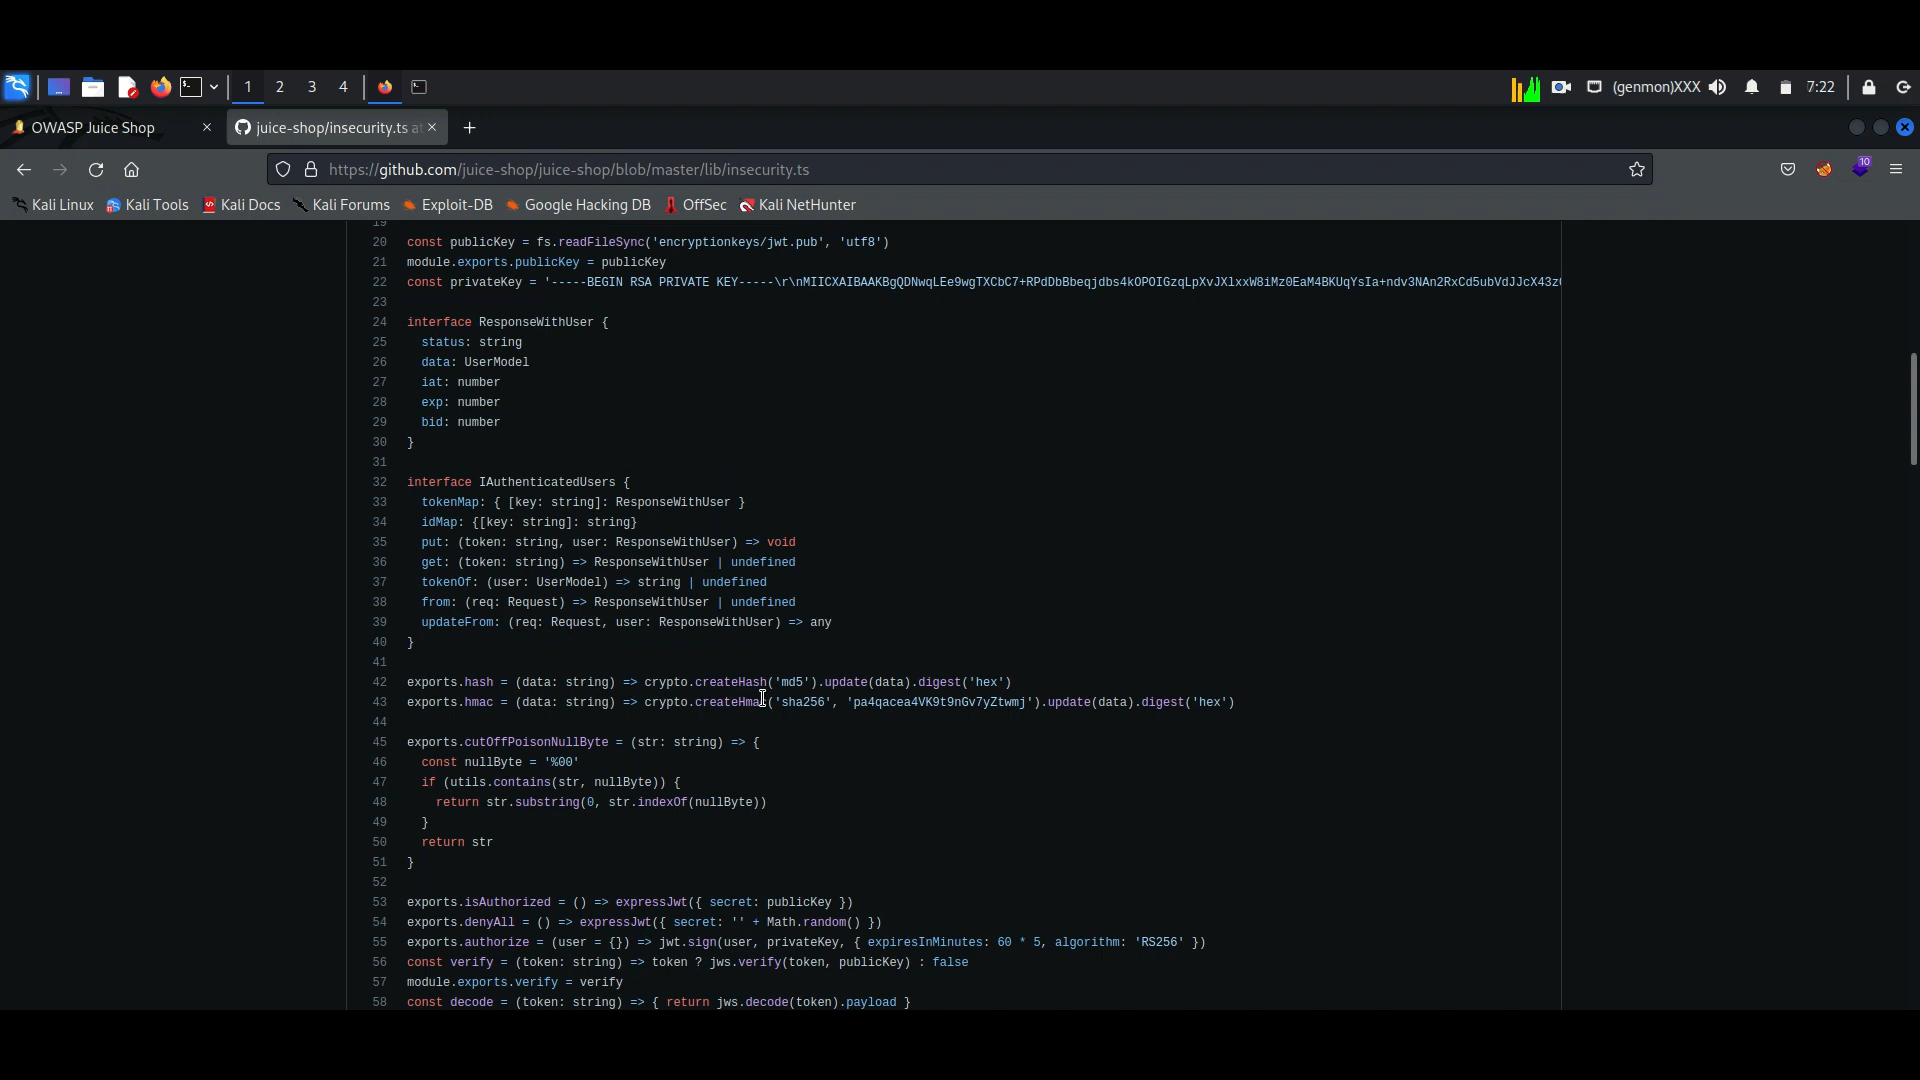 1 2 3 4 (genmon)XXX 7:22
OWASP Juice Shop juice-shop/insecurity.ts at
https://github.com/juice-shop/juice-shop/blob/master/lib/insecurity.ts 10
Kali Linux Kali Tools Kali Docs Kali Forums Exploit-DB Google Hacking DB OffSec Kali NetHunter
19
20 const publicKey = fs.readFileSync('encryptionkeys/jwt.pub', 'utf8')
21 module.exports.publicKey = publicKey
22 const privateKey = '-----BEGIN RSA PRIVATE KEY-----\r\nMIICXAIBAAKBgQDNwqLEe9wgTXCbC7+RPdDbBbeqjdbs4kOPOIGzqLpXvJXlxxW8iMz0EaM4BKUqYsIa+ndv3NAn2RxCd5ubVdJJcX43z
23
24 interface ResponseWithUser {
25 status: string
26 data: UserModel
27 iat: number
28 exp: number
29 bid: number
30 }
31
32 interface IAuthenticatedUsers {
33 tokenMap: { [key: string]: ResponseWithUser }
34 idMap: {[key: string]: string}
35 put: (token: string, user: ResponseWithUser) => void
36 get: (token: string) => ResponseWithUser | undefined
37 tokenOf: (user: UserModel) => string | undefined
38 from: (req: Request) => ResponseWithUser | undefined
39 updateFrom: (req: Request, user: ResponseWithUser) => any
40 }
41
42 exports.hash = (data: string) => crypto.createHash('md5').update(data).digest('hex')
43 exports.hmac = (data: string) => crypto.createHmac('sha256', 'pa4qacea4VK9t9nGv7yZtwmj').update(data).digest('hex')
44
45 exports.cutOffPoisonNullByte = (str: string) => {
46 const nullByte = '%00'
47 if (utils.contains(str, nullByte)) {
48 return str.substring(0, str.indexOf(nullByte))
49 }
50 return str
51 }
52
53 exports.isAuthorized = () => expressJwt({ secret: publicKey })
54 exports.denyAll = () => expressJwt({ secret: '' + Math.random() })
55 exports.authorize = (user = {}) => jwt.sign(user, privateKey, { expiresInMinutes: 60 * 5, algorithm: 'RS256' })
56 const verify = (token: string) => token ? jws.verify(token, publicKey) : false
57 module.exports.verify = verify
58 const decode = (token: string) => { return jws.decode(token).payload }